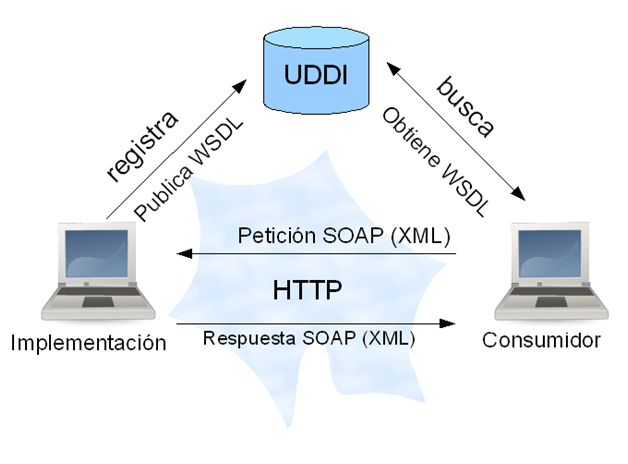 UDDI
registra
Publica WSDL
busca
Obtiene WSDL
Petición SOAP (XML)
HTTP
Respuesta SOAP (XML)
Implementación
Consumidor